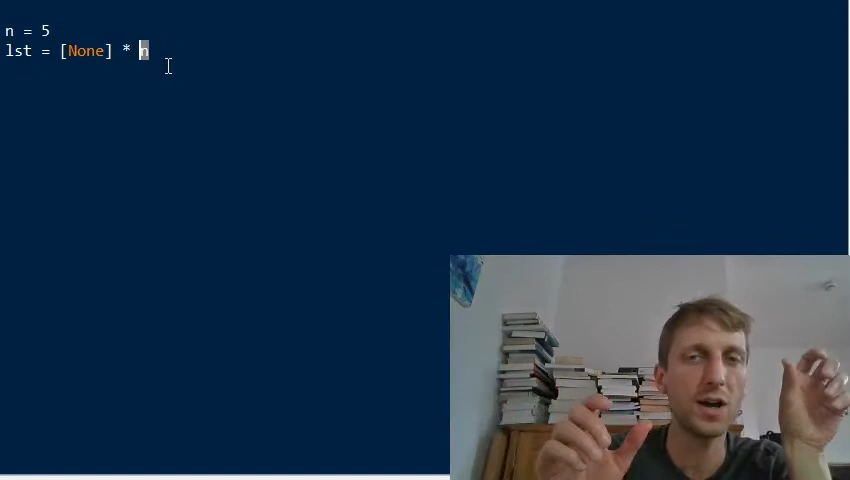 n = 5
lst = [None] * n